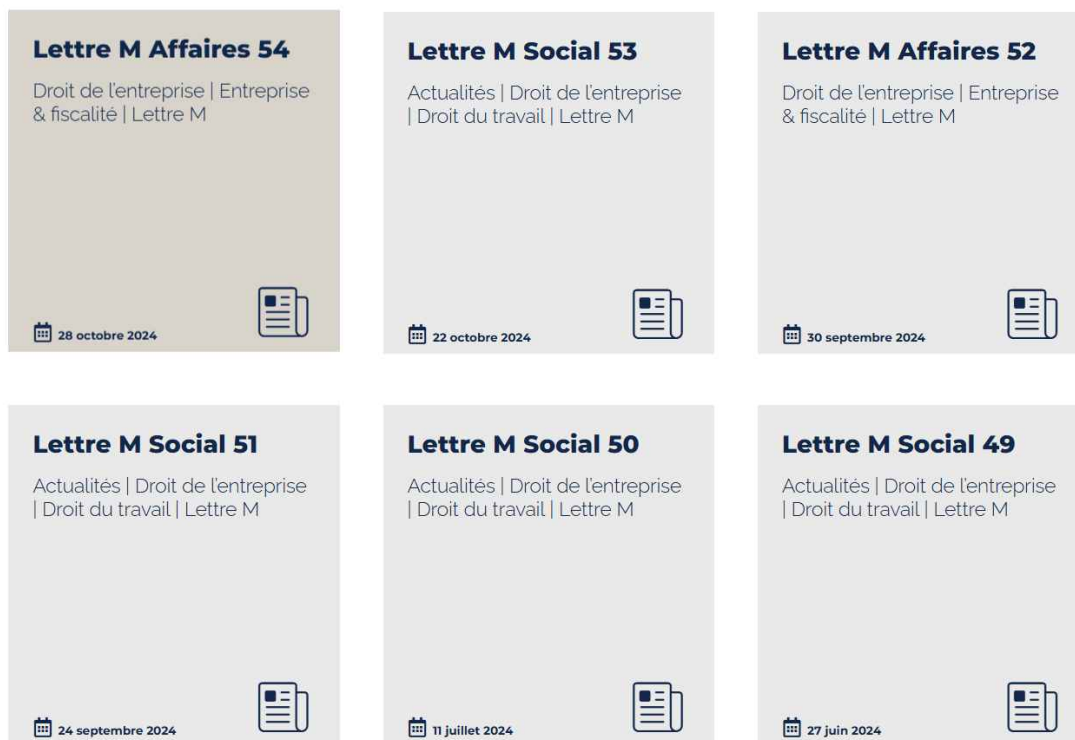 Lettre M Affaires 54
Droit de l'entreprise | Entreprise
& fiscalité | Lettre M
28 octobre 2024
Lettre M Social 53
Actualités | Droit de l'entreprise
| Droit du travail | Lettre M
22 octobre 2024
Lettre M Affaires 52
Droit de l'entreprise | Entreprise
& fiscalité | Lettre M
30 septembre 2024
Lettre M Social 51
Actualités | Droit de l'entreprise
| Droit du travail | Lettre M
24 septembre 2024
Lettre M Social 50
Actualités | Droit de l'entreprise
| Droit du travail | Lettre M
11 juillet 2024
Lettre M Social 49
Actualités | Droit de l'entreprise
| Droit du travail | Lettre M
27 juin 2024